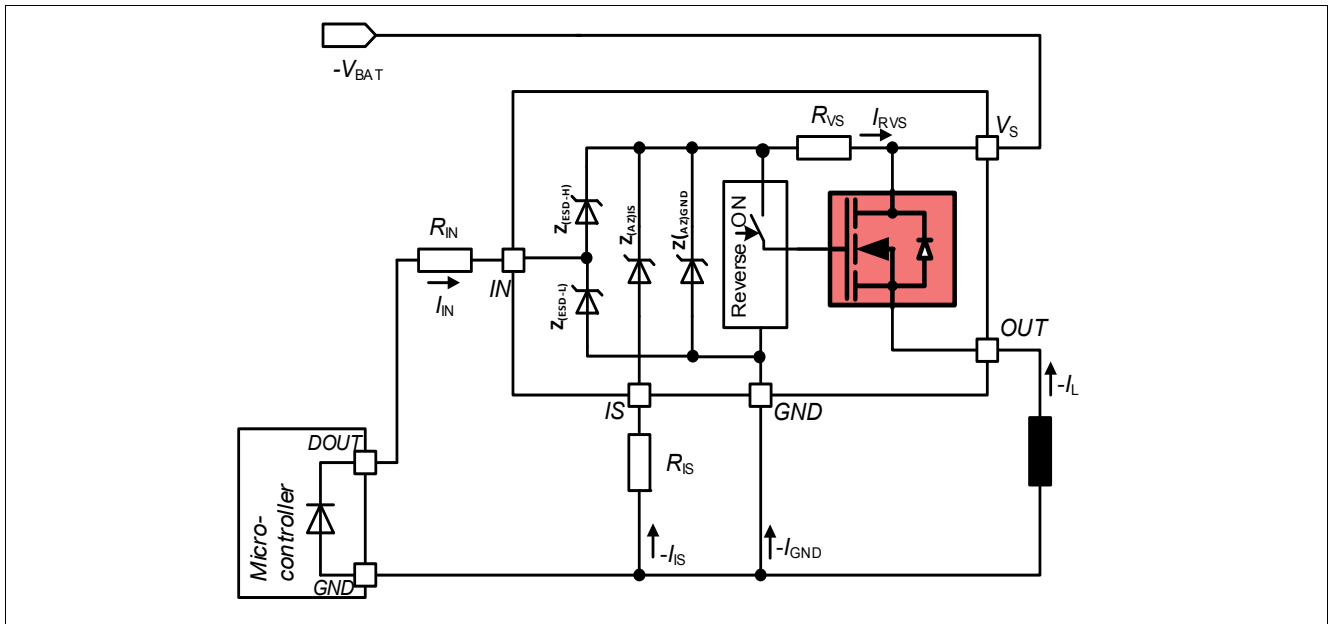 -VBAT
RVS
IRVS
VS
Z(ESD-H)
Z(AZ)IS
Z(AZ)GND
Reverse ON
RIN
IIN
IN
Z(ESD-L)
OUT
-IL
IS
GND
DOUT
RIS
Micro-
controller
-IIS
-IGND
GND